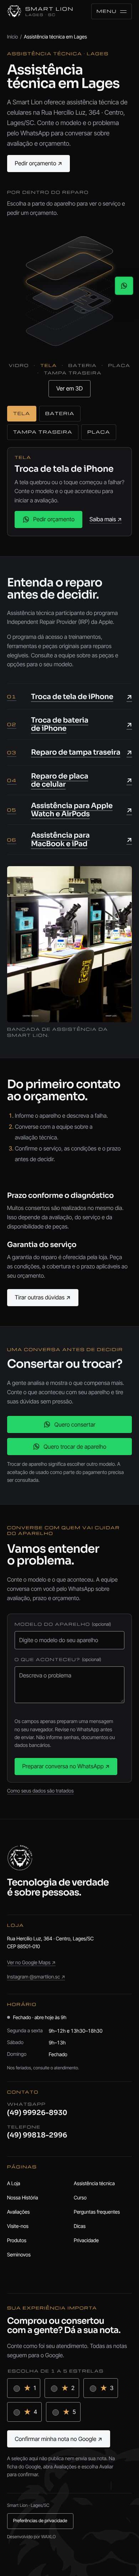 SMART LION
LAGES · SC
MENU
Início / Assistência técnica em Lages
ASSISTÊNCIA TÉCNICA · LAGES
Assistência
técnica em Lages
A Smart Lion oferece assistência técnica de
celulares na Rua Hercílio Luz, 364 · Centro,
Lages/SC. Conte o modelo e o problema
pelo WhatsApp para conversar sobre
avaliação e orçamento.
Pedir orçamento ↗
POR DENTRO DO REPARO
Escolha a parte do aparelho para ver o serviço e
pedir um orçamento.
VIDRO TELA BATERIA PLACA
TAMPA TRASEIRA
Ver em 3D
TELA BATERIA
TAMPA TRASEIRA PLACA
TELA
Troca de tela de iPhone
A tela quebrou ou o toque começou a falhar?
Conte o modelo e o que aconteceu para
iniciar a avaliação.
Pedir orçamento Saiba mais ↗
Entenda o reparo
antes de decidir.
Assistência técnica participante do programa
Independent Repair Provider (IRP) da Apple.
O programa dá acesso a treinamentos,
ferramentas e peças originais para reparos
elegíveis. Consulte a equipe sobre as peças e
opções para o seu modelo.
01 Troca de tela de iPhone ↗
02 Troca de bateria
de iPhone ↗
03 Reparo de tampa traseira ↗
04 Reparo de placa
de celular ↗
05 Assistência para Apple
Watch e AirPods ↗
06 Assistência para
MacBook e iPad ↗
BANCADA DE ASSISTÊNCIA DA
SMART LION
Do primeiro contato
ao orçamento.
1. Informe o aparelho e descreva a falha.
2. Converse com a equipe sobre a
avaliação técnica.
3. Confirme o serviço, as condições e o prazo
antes de decidir.
Prazo conforme o diagnóstico
Muitos consertos são realizados no mesmo dia.
Isso depende da avaliação, do serviço e da
disponibilidade de peças.
Garantia do serviço
A garantia do reparo é oferecida pela loja. Peça
as condições, a cobertura e o prazo aplicáveis ao
seu orçamento.
Tirar outras dúvidas ↗
UMA CONVERSA ANTES DE DECIDIR
Consertar ou trocar?
A gente analisa e mostra o que compensa mais.
Conte o que aconteceu com seu aparelho e tire
suas dúvidas sem pressão.
Quero consertar
Quero trocar de aparelho
Trocar de aparelho significa escolher outro modelo. A
aceitação do usado como parte do pagamento precisa
ser consultada.
CONVERSE COM QUEM VAI CUIDAR
DO APARELHO
Vamos entender
o problema.
Conte o modelo e o que aconteceu. A equipe
conversa com você pelo WhatsApp sobre
avaliação, prazo e orçamento.
MODELO DO APARELHO (opcional)
Digite o modelo do seu aparelho
O QUE ACONTECEU? (opcional)
Descreva o problema
Os campos apenas preparam uma mensagem
no seu navegador. Revise no WhatsApp antes
de enviar. Não informe senhas, documentos ou
dados bancários.
Preparar conversa no WhatsApp ↗
Como seus dados são tratados
Tecnologia de verdade
é sobre pessoas.
LOJA
Rua Hercílio Luz, 364 · Centro, Lages/SC
CEP 88501-010
Ver no Google Maps ↗
Instagram @smartlion.sc ↗
HORÁRIO
Fechado · abre hoje às 9h
Segunda a sexta 9h–12h e 13h30–18h30
Sábado 9h–13h
Domingo Fechado
Nos feriados, consulte o atendimento.
CONTATO
WHATSAPP
(49) 99926-8930
TELEFONE
(49) 99818-2996
PÁGINAS
A Loja Assistência técnica
Nossa História Curso
Avaliações Perguntas frequentes
Visite-nos Dicas
Produtos Privacidade
Seminovos
SUA EXPERIÊNCIA IMPORTA
Comprou ou consertou
com a gente? Dá a sua nota.
Conte como foi seu atendimento. Todas as notas
seguem para o Google.
ESCOLHA DE 1 A 5 ESTRELAS
★ 1 ★ 2 ★ 3
★ 4 ★ 5
Confirmar minha nota no Google ↗
A seleção aqui não publica nem envia sua nota. Na
ficha do Google, abra Avaliações e escolha Avaliar
para confirmar.
Smart Lion · Lages/SC
Preferências de privacidade